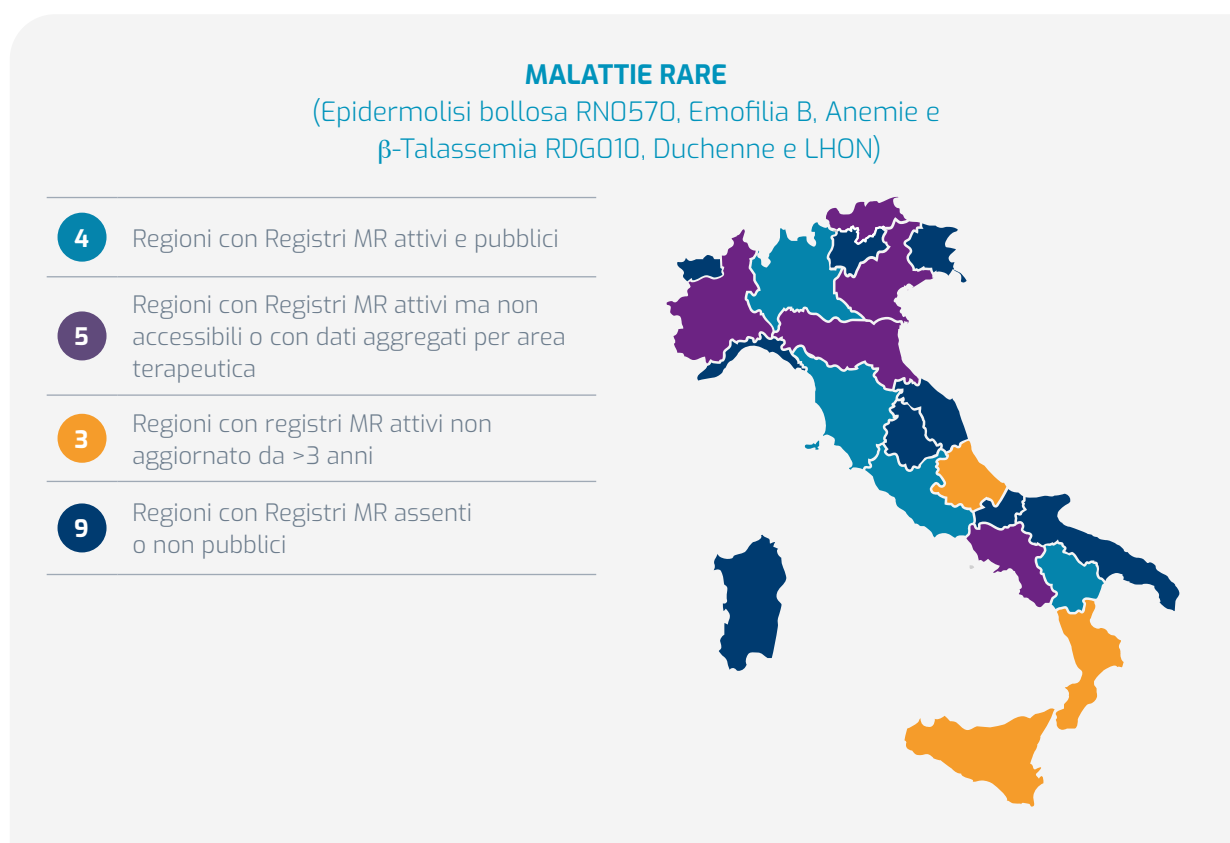 MALATTIE RARE
(Epidermolisi bollosa RN0570, Emofilia B, Anemie e
β-Talassemia RDG010, Duchenne e LHON)
4
Regioni con Registri MR attivi e pubblici
5
Regioni con Registri MR attivi ma non
accessibili o con dati aggregati per area
terapeutica
3
Regioni con registri MR attivi non
aggiornato da >3 anni
9
Regioni con Registri MR assenti
o non pubblici